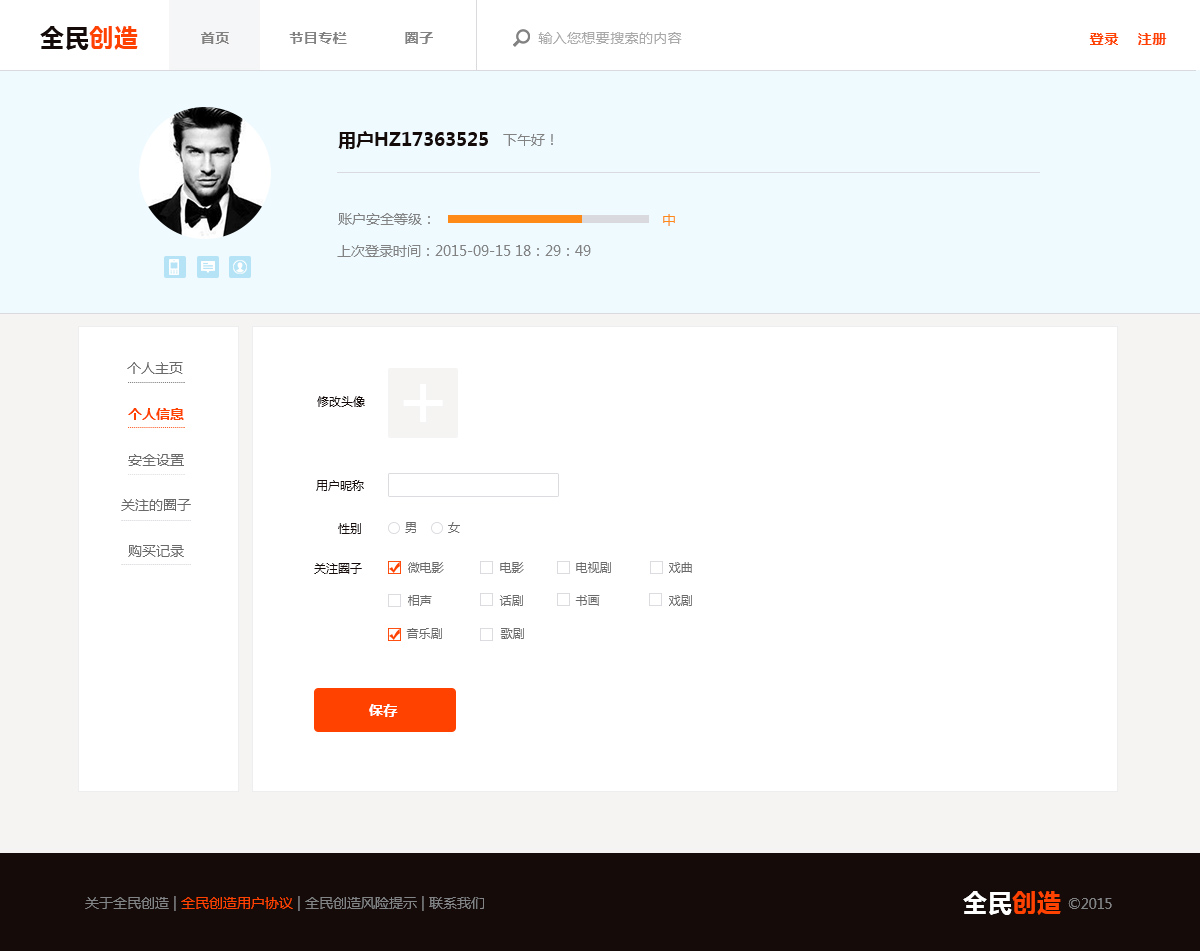 全民创造 首页 节目专栏 圈子 输入您想要搜索的内容 登录 注册
用户HZ17363525 下午好！
账户安全等级： 中
上次登录时间：2015-09-15 18：29：49
个人主页
个人信息
安全设置
关注的圈子
购买记录
修改头像
用户昵称
性别 男 女
关注圈子 微电影 电影 电视剧 戏曲
相声 话剧 书画 戏剧
音乐剧 歌剧
保存
关于全民创造 | 全民创造用户协议 | 全民创造风险提示 | 联系我们 全民创造 ©2015